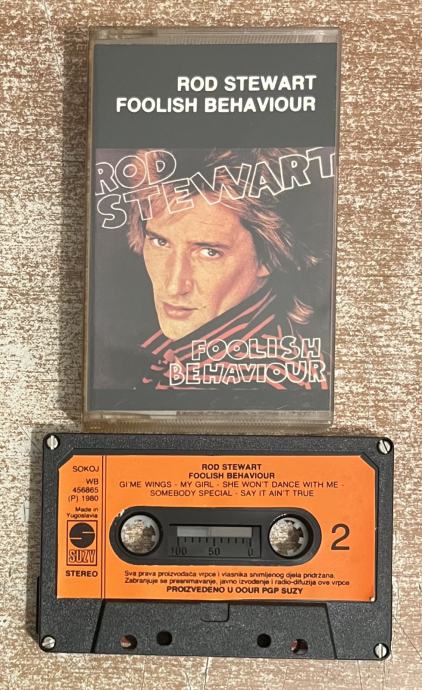 ROD STEWART
FOOLISH BEHAVIOUR
ROD
STEWART
FOOLISH
BEHAVIOUR
SOKOJ
WB
456865
(P) 1980
Made in
Yugoslavia
SUZY
STEREO
ROD STEWART
FOOLISH BEHAVIOUR
GI'ME WINGS - MY GIRL - SHE WON'T DANCE WITH ME -
SOMEBODY SPECIAL - SAY IT AIN'T TRUE
100 50 0
2
Sva prava proizvođača vrpce i vlasnika snimljenog djela pridržana.
Zabranjuje se presnimavanje, javno izvođenje i radio-difuzija ove vrpce
PROIZVEDENO U OOUR PGP SUZY